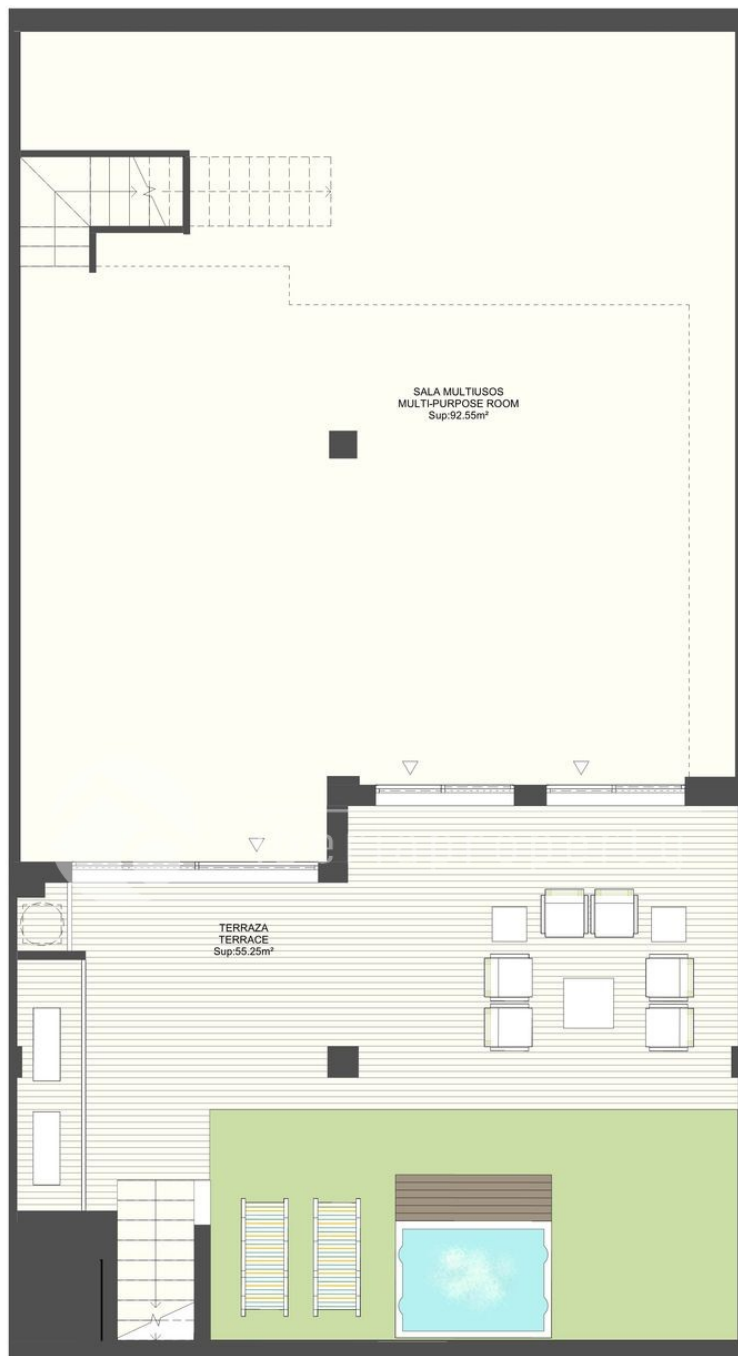 SALA MULTIUSOS
MULTI-PURPOSE ROOM
Sup:92.55m²
TERRAZA
TERRACE
Sup:55.25m²